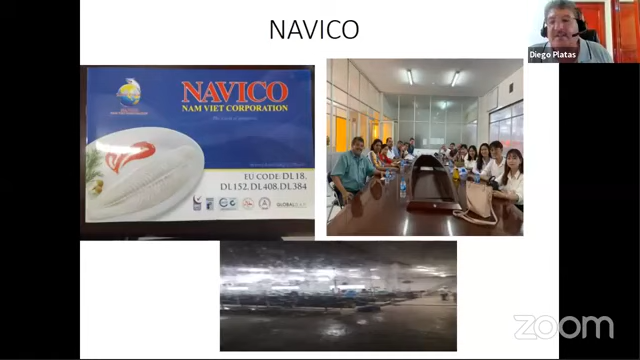 NAVICO
Diego Platas
NAVICO
NAM VIET CORPORATION
EU CODE: DL18,
DL152, DL408, DL384
GLOBALG.A.P.
zoom